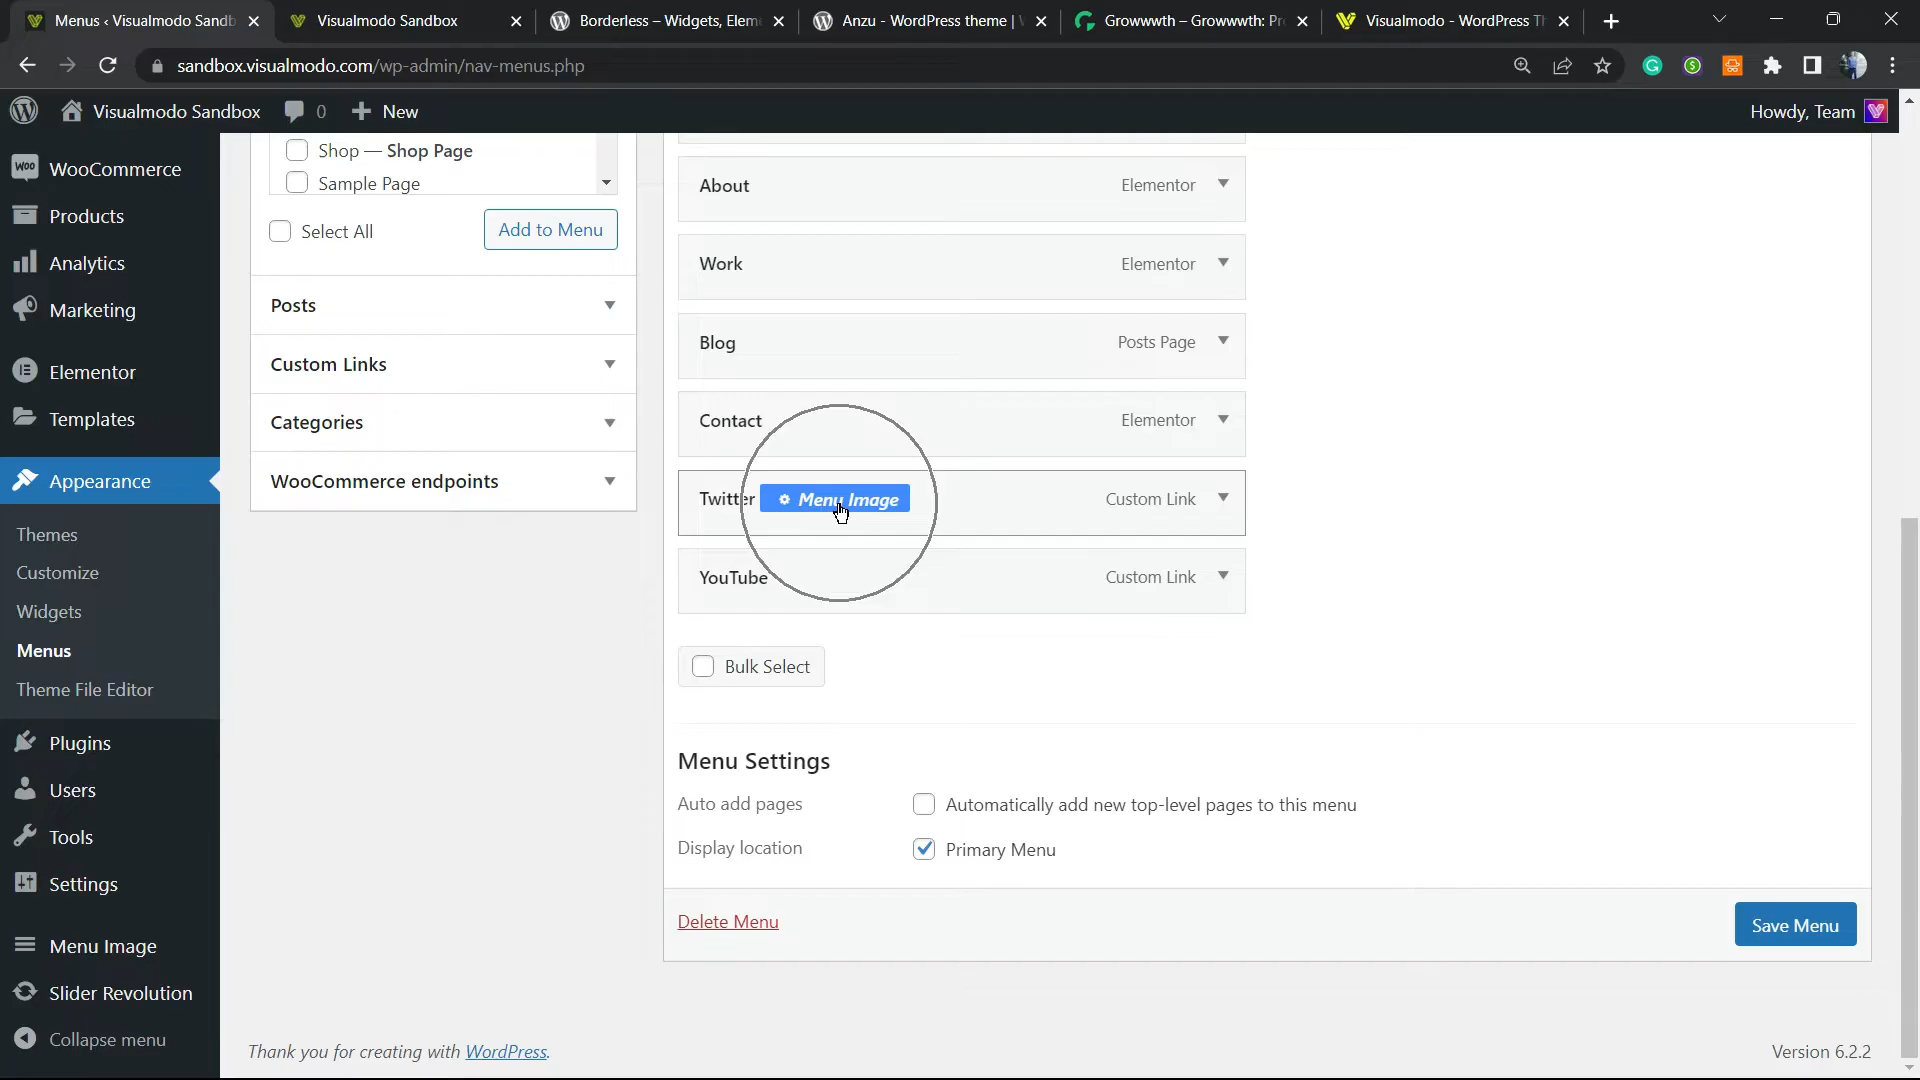 Menus ‹ Visualmodo Sandb
Visualmodo Sandbox
Borderless – Widgets, Elem
Anzu - WordPress theme |
Growwwth – Growwwth: Pr
Visualmodo - WordPress Th
sandbox.visualmodo.com/wp-admin/nav-menus.php
Visualmodo Sandbox
0
New
Howdy, Team
WooCommerce
Products
Analytics
Marketing
Elementor
Templates
Appearance
Themes
Customize
Widgets
Menus
Theme File Editor
Plugins
Users
Tools
Settings
Menu Image
Slider Revolution
Collapse menu
Shop — Shop Page
Sample Page
Select All
Add to Menu
Posts
Custom Links
Categories
WooCommerce endpoints
About Elementor
Work Elementor
Blog Posts Page
Contact Elementor
Twitter Menu Image Custom Link
YouTube Custom Link
Bulk Select
Menu Settings
Auto add pages Automatically add new top-level pages to this menu
Display location Primary Menu
Delete Menu
Save Menu
Thank you for creating with WordPress.
Version 6.2.2